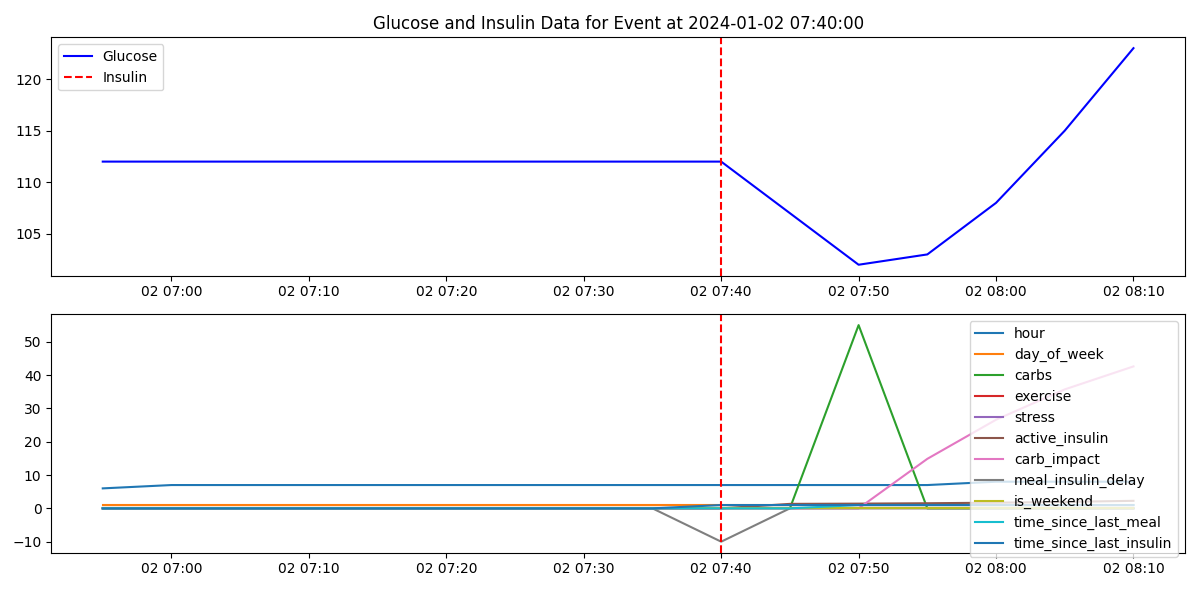 Glucose and Insulin Data for Event at 2024-01-02 07:40:00
Glucose
Insulin
120
115
110
105
02 07:00 02 07:10 02 07:20 02 07:30 02 07:40 02 07:50 02 08:00 02 08:10
50
40
30
20
10
0
−10
hour
day_of_week
carbs
exercise
stress
active_insulin
carb_impact
meal_insulin_delay
is_weekend
time_since_last_meal
time_since_last_insulin
02 07:00 02 07:10 02 07:20 02 07:30 02 07:40 02 07:50 02 08:00 02 08:10